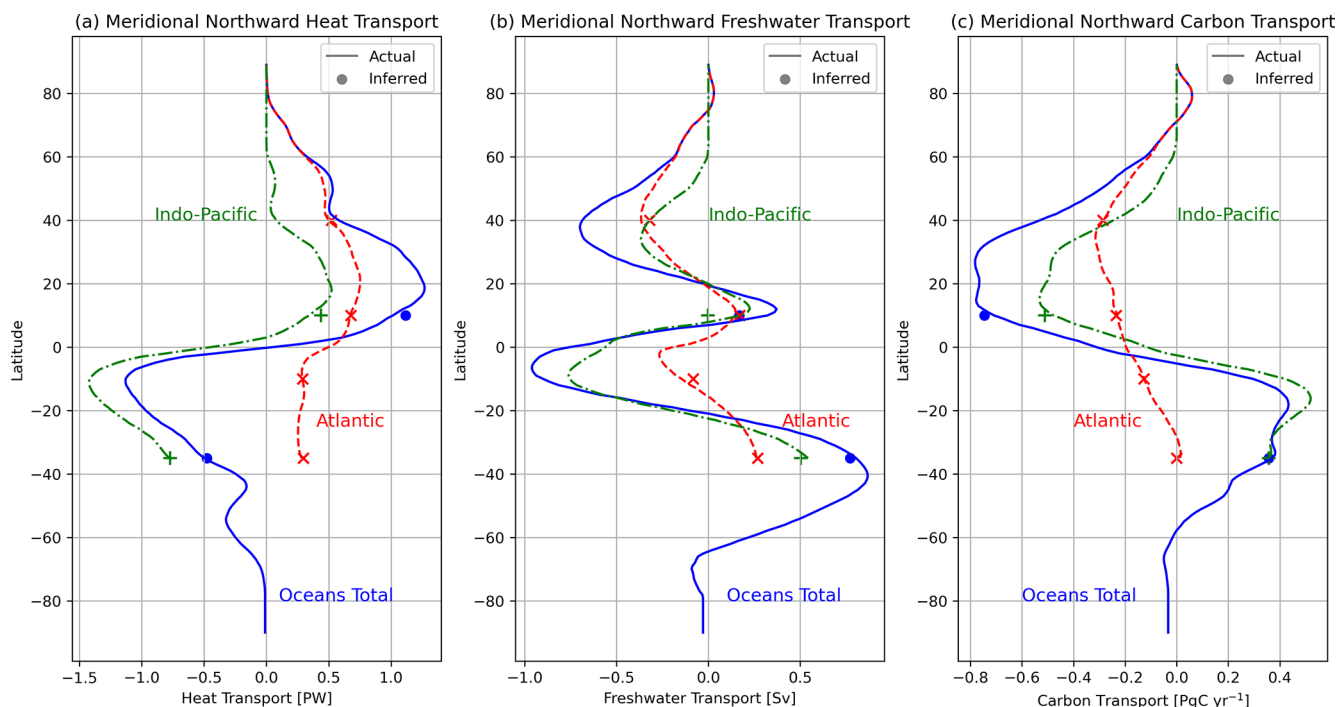 (a) Meridional Northward Heat Transport
Actual
Inferred
80
60
40
20
0
−20
−40
−60
−80
Latitude
Indo-Pacific
Atlantic
Oceans Total
−1.5 −1.0 −0.5 0.0 0.5 1.0
Heat Transport [PW]
(b) Meridional Northward Freshwater Transport
Actual
Inferred
80
60
40
20
0
−20
−40
−60
−80
Latitude
Indo-Pacific
Atlantic
Oceans Total
−1.0 −0.5 0.0 0.5
Freshwater Transport [Sv]
(c) Meridional Northward Carbon Transport
Actual
Inferred
80
60
40
20
0
−20
−40
−60
−80
Latitude
Indo-Pacific
Atlantic
Oceans Total
−0.8 −0.6 −0.4 −0.2 0.0 0.2 0.4
Carbon Transport [PgC yr⁻¹]